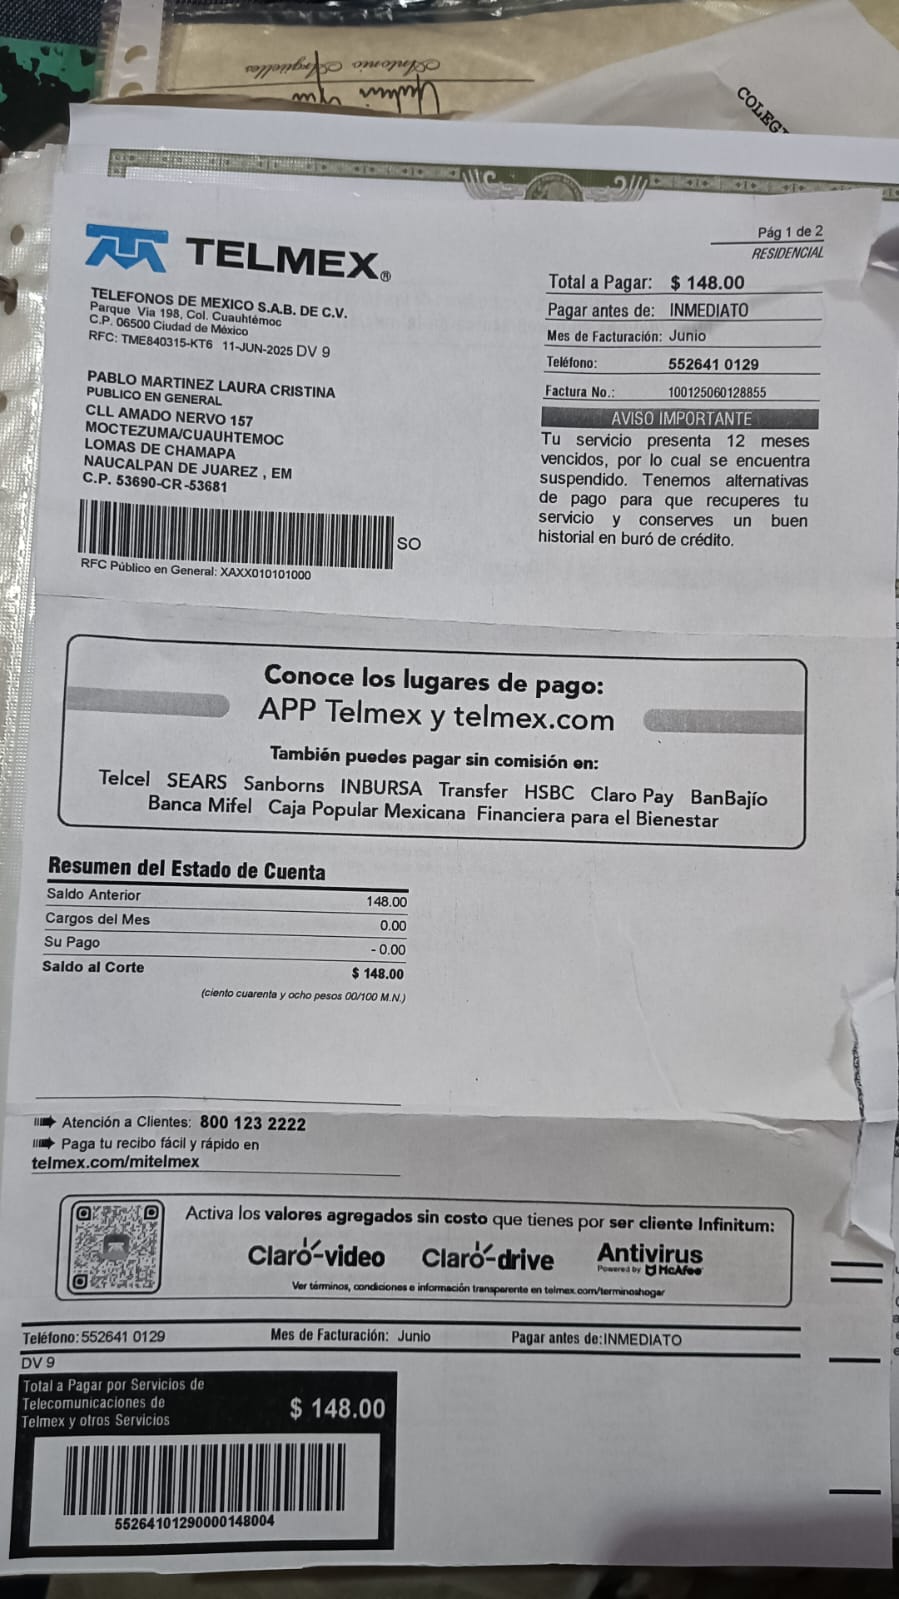 Antonio Argüelles
COLEG
TELMEX®
TELEFONOS DE MEXICO S.A.B. DE C.V.
Parque Vía 198, Col. Cuauhtémoc
C.P. 06500 Ciudad de México
RFC: TME840315-KT6 11-JUN-2025 DV 9
PABLO MARTINEZ LAURA CRISTINA
PUBLICO EN GENERAL
CLL AMADO NERVO 157
MOCTEZUMA/CUAUHTEMOC
LOMAS DE CHAMAPA
NAUCALPAN DE JUAREZ , EM
C.P. 53690-CR -53681
SO
RFC Público en General: XAXX010101000
Pág 1 de 2
RESIDENCIAL
Total a Pagar: $ 148.00
Pagar antes de: INMEDIATO
Mes de Facturación: Junio
Teléfono: 552641 0129
Factura No.: 100125060128855
AVISO IMPORTANTE
Tu servicio presenta 12 meses
vencidos, por lo cual se encuentra
suspendido. Tenemos alternativas
de pago para que recuperes tu
servicio y conserves un buen
historial en buró de crédito.
Conoce los lugares de pago:
APP Telmex y telmex.com
También puedes pagar sin comisión en:
Telcel SEARS Sanborns INBURSA Transfer HSBC Claro Pay BanBajío
Banca Mifel Caja Popular Mexicana Financiera para el Bienestar
Resumen del Estado de Cuenta
Saldo Anterior 148.00
Cargos del Mes 0.00
Su Pago - 0.00
Saldo al Corte $ 148.00
(ciento cuarenta y ocho pesos 00/100 M.N.)
Atención a Clientes: 800 123 2222
Paga tu recibo fácil y rápido en
telmex.com/mitelmex
Activa los valores agregados sin costo que tienes por ser cliente Infinitum:
Claro-video Claro-drive Antivirus
Powered by McAfee
Ver términos, condiciones e información transparente en telmex.com/terminoshogar
Teléfono: 552641 0129 Mes de Facturación: Junio Pagar antes de: INMEDIATO
DV 9
Total a Pagar por Servicios de
Telecomunicaciones de
Telmex y otros Servicios
$ 148.00
55264101290000148004